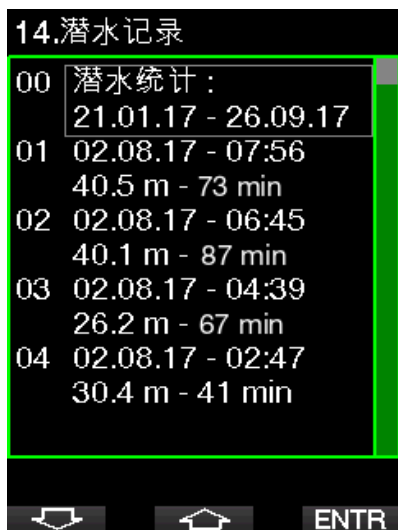 14.潜水记录
00 潜水统计：
21.01.17 - 26.09.17
01 02.08.17 - 07:56
40.5 m - 73 min
02 02.08.17 - 06:45
40.1 m - 87 min
03 02.08.17 - 04:39
26.2 m - 67 min
04 02.08.17 - 02:47
30.4 m - 41 min
ENTR